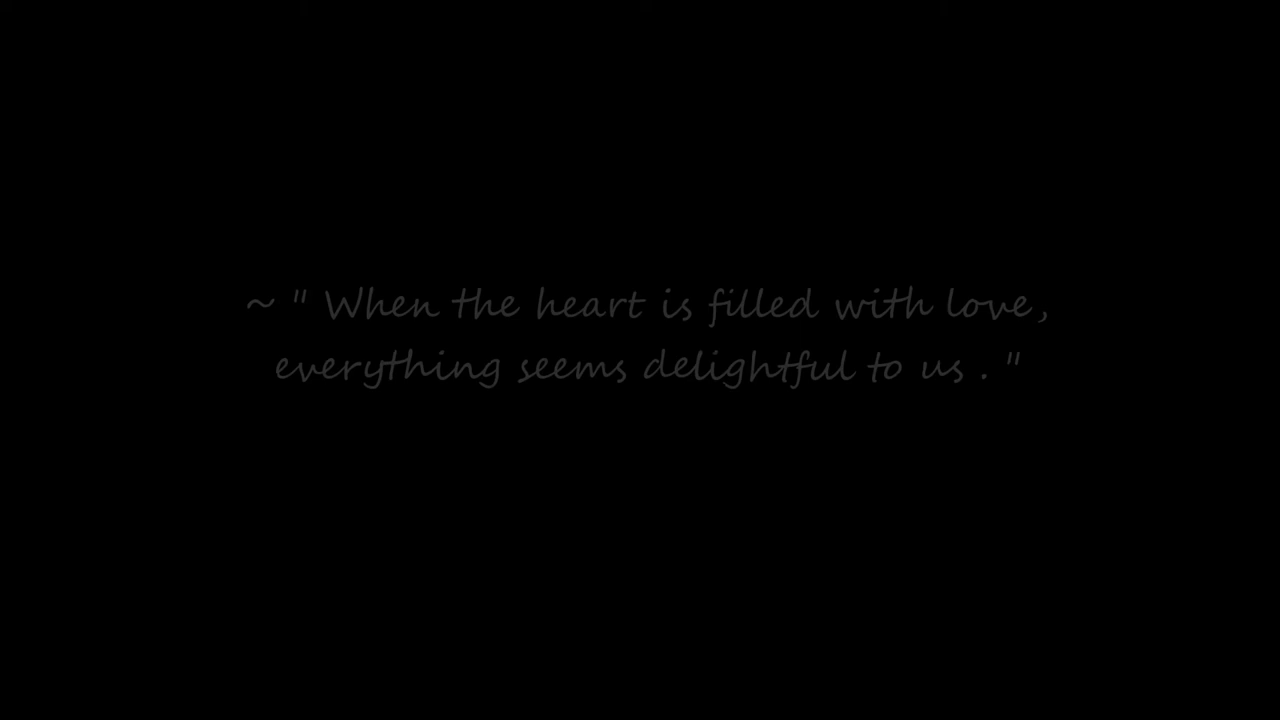 ~ " When the heart is filled with love,
everything seems delightful to us . "